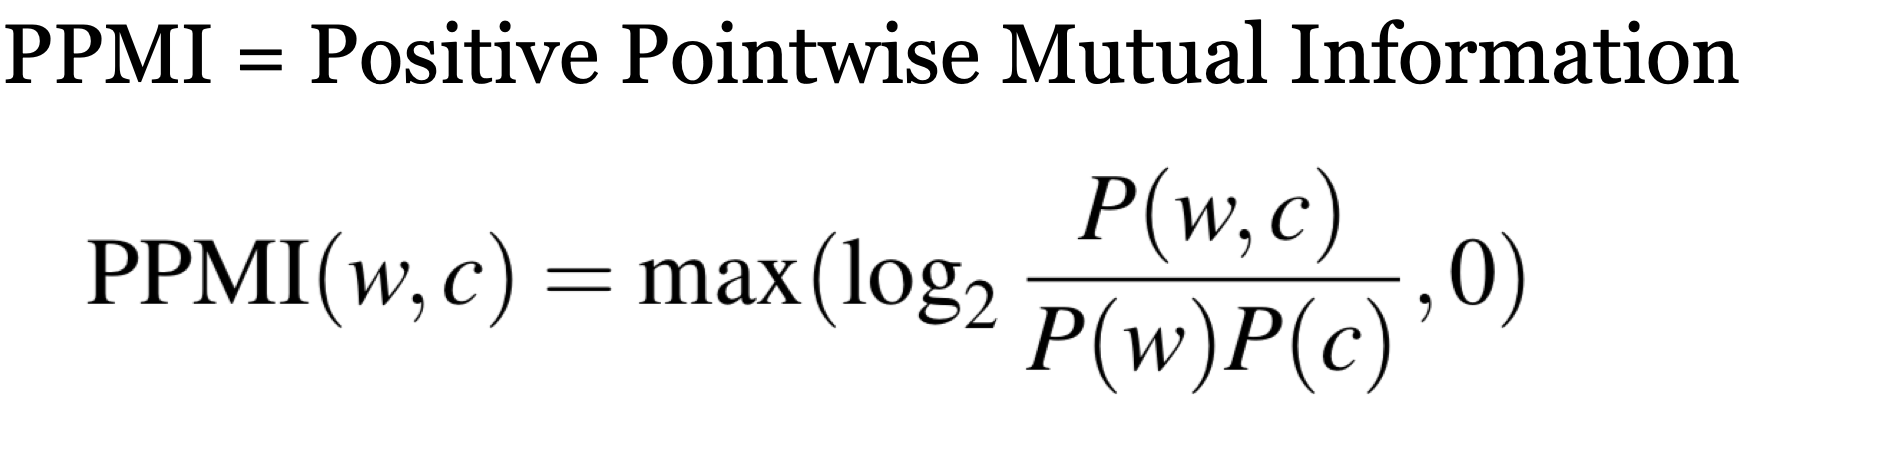 PPMI = Positive Pointwise Mutual Information
PPMI(w, c) = max(log₂ P(w, c) / P(w)P(c) , 0)